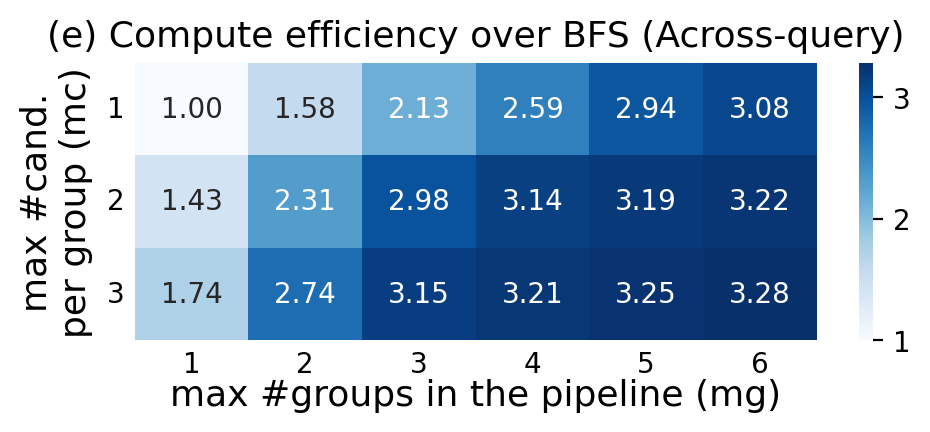 (e) Compute efficiency over BFS (Across-query)
max #cand.
per group (mc)
1 1.00 1.58 2.13 2.59 2.94 3.08
2 1.43 2.31 2.98 3.14 3.19 3.22
3 1.74 2.74 3.15 3.21 3.25 3.28
1 2 3 4 5 6
max #groups in the pipeline (mg)
3
2
1